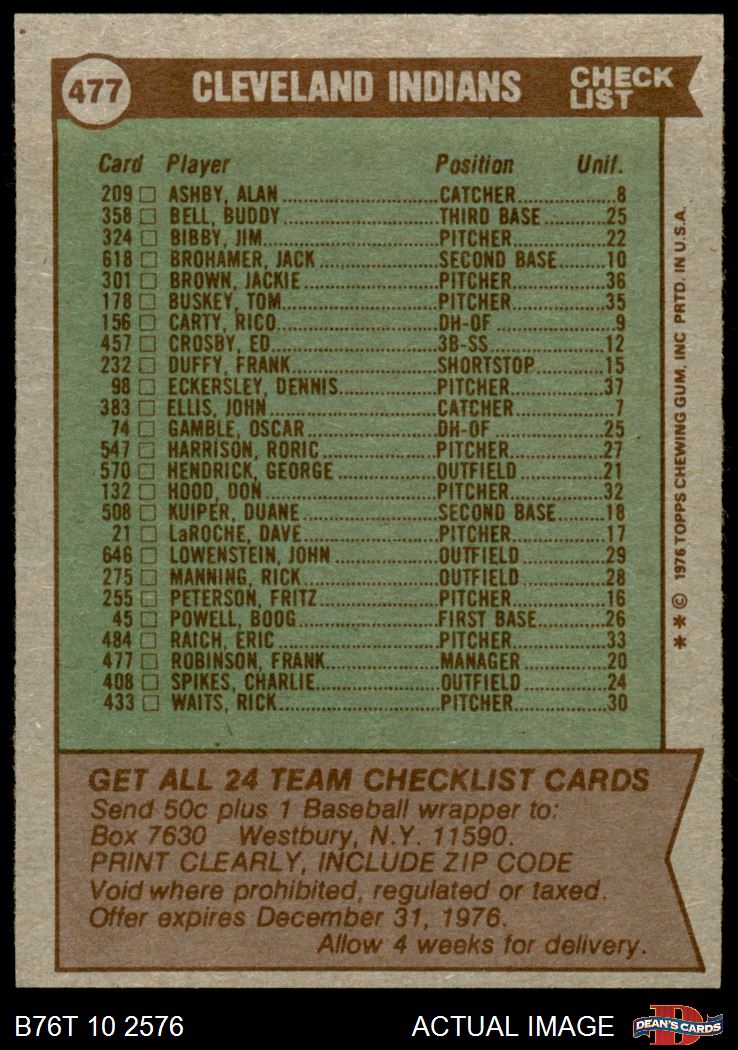 477 CLEVELAND INDIANS CHECK LIST
Card Player Position Unif.
209 □ ASHBY, ALAN CATCHER 8
358 □ BELL, BUDDY THIRD BASE 25
324 □ BIBBY, JIM PITCHER 22
618 □ BROHAMER, JACK SECOND BASE 10
301 □ BROWN, JACKIE PITCHER 36
178 □ BUSKEY, TOM PITCHER 35
156 □ CARTY, RICO DH-OF 9
457 □ CROSBY, ED 3B-SS 12
232 □ DUFFY, FRANK SHORTSTOP 15
98 □ ECKERSLEY, DENNIS PITCHER 37
383 □ ELLIS, JOHN CATCHER 7
74 □ GAMBLE, OSCAR DH-OF 25
547 □ HARRISON, RORIC PITCHER 27
570 □ HENDRICK, GEORGE OUTFIELD 21
132 □ HOOD, DON PITCHER 32
508 □ KUIPER, DUANE SECOND BASE 18
21 □ LaROCHE, DAVE PITCHER 17
646 □ LOWENSTEIN, JOHN OUTFIELD 29
275 □ MANNING, RICK OUTFIELD 28
255 □ PETERSON, FRITZ PITCHER 16
45 □ POWELL, BOOG FIRST BASE 26
484 □ RAICH, ERIC PITCHER 33
477 □ ROBINSON, FRANK MANAGER 20
408 □ SPIKES, CHARLIE OUTFIELD 24
433 □ WAITS, RICK PITCHER 30
** © 1976 TOPPS CHEWING GUM, INC PRTD. IN U.S.A.
GET ALL 24 TEAM CHECKLIST CARDS
Send 50c plus 1 Baseball wrapper to:
Box 7630 Westbury, N.Y. 11590.
PRINT CLEARLY, INCLUDE ZIP CODE
Void where prohibited, regulated or taxed.
Offer expires December 31, 1976.
Allow 4 weeks for delivery.
B76T 10 2576 ACTUAL IMAGE D DEAN'S CARDS